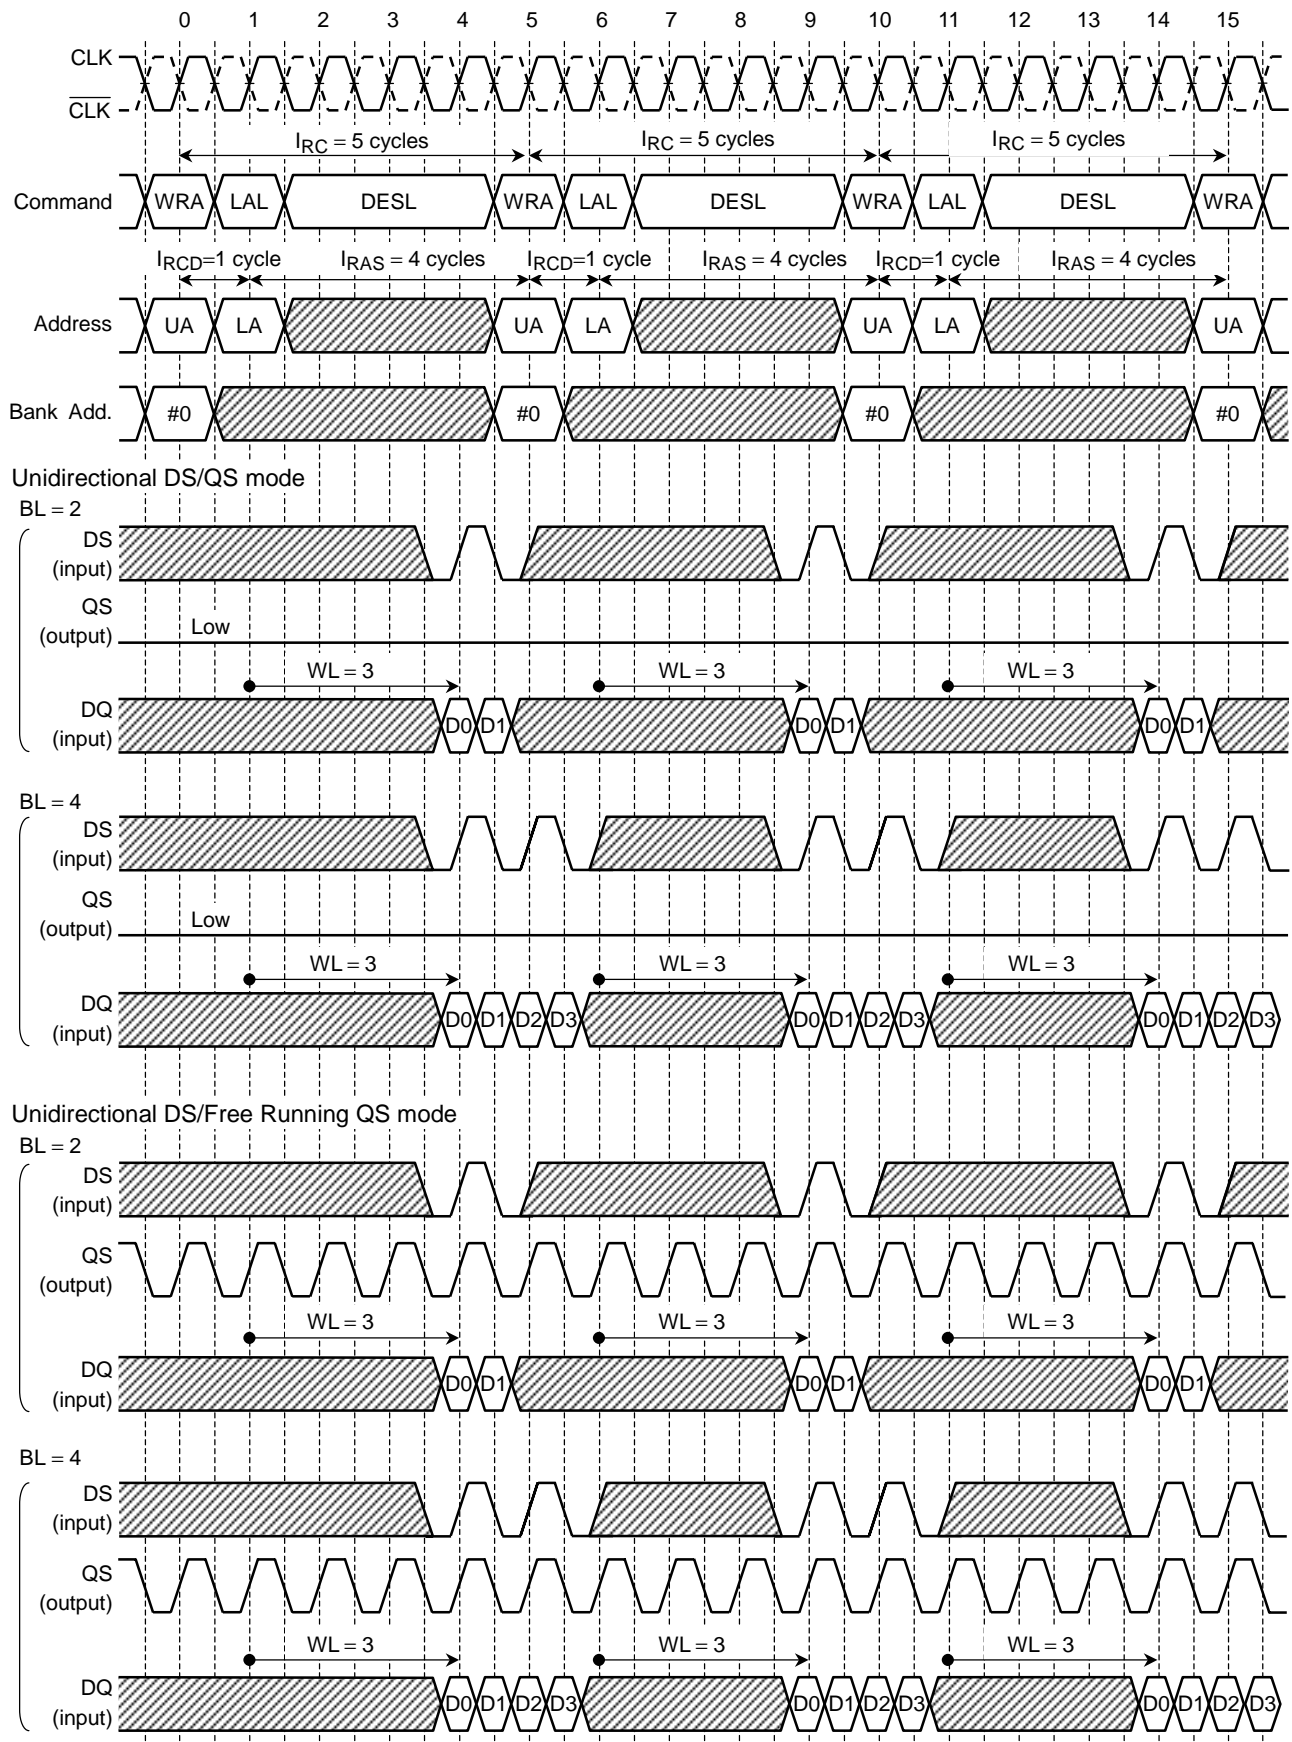 0 1 2 3 4 5 6 7 8 9 10 11 12 13 14 15
CLK
CLK
IRC = 5 cycles IRC = 5 cycles IRC = 5 cycles
Command WRA LAL DESL WRA LAL DESL WRA LAL DESL WRA
IRCD=1 cycle IRAS = 4 cycles IRCD=1 cycle IRAS = 4 cycles IRCD=1 cycle IRAS = 4 cycles
Address UA LA UA LA UA LA UA
Bank Add. #0 #0 #0 #0
Unidirectional DS/QS mode
BL = 2
DS
(input)
QS
(output) Low
WL = 3 WL = 3 WL = 3
DQ
(input) D0 D1 D0 D1 D0 D1
BL = 4
DS
(input)
QS
(output) Low
WL = 3 WL = 3 WL = 3
DQ
(input) D0 D1 D2 D3 D0 D1 D2 D3 D0 D1 D2 D3
Unidirectional DS/Free Running QS mode
BL = 2
DS
(input)
QS
(output)
WL = 3 WL = 3 WL = 3
DQ
(input) D0 D1 D0 D1 D0 D1
BL = 4
DS
(input)
QS
(output)
WL = 3 WL = 3 WL = 3
DQ
(input) D0 D1 D2 D3 D0 D1 D2 D3 D0 D1 D2 D3